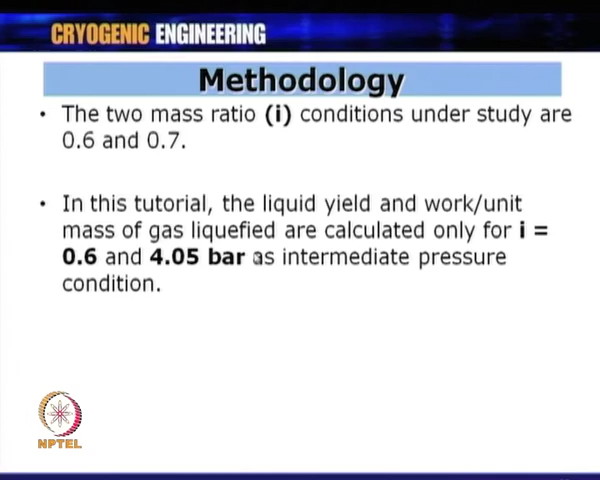 CRYOGENIC ENGINEERING
Methodology
• The two mass ratio (i) conditions under study are
0.6 and 0.7.
• In this tutorial, the liquid yield and work/unit
mass of gas liquefied are calculated only for i =
0.6 and 4.05 bar as intermediate pressure
condition.
NPTEL